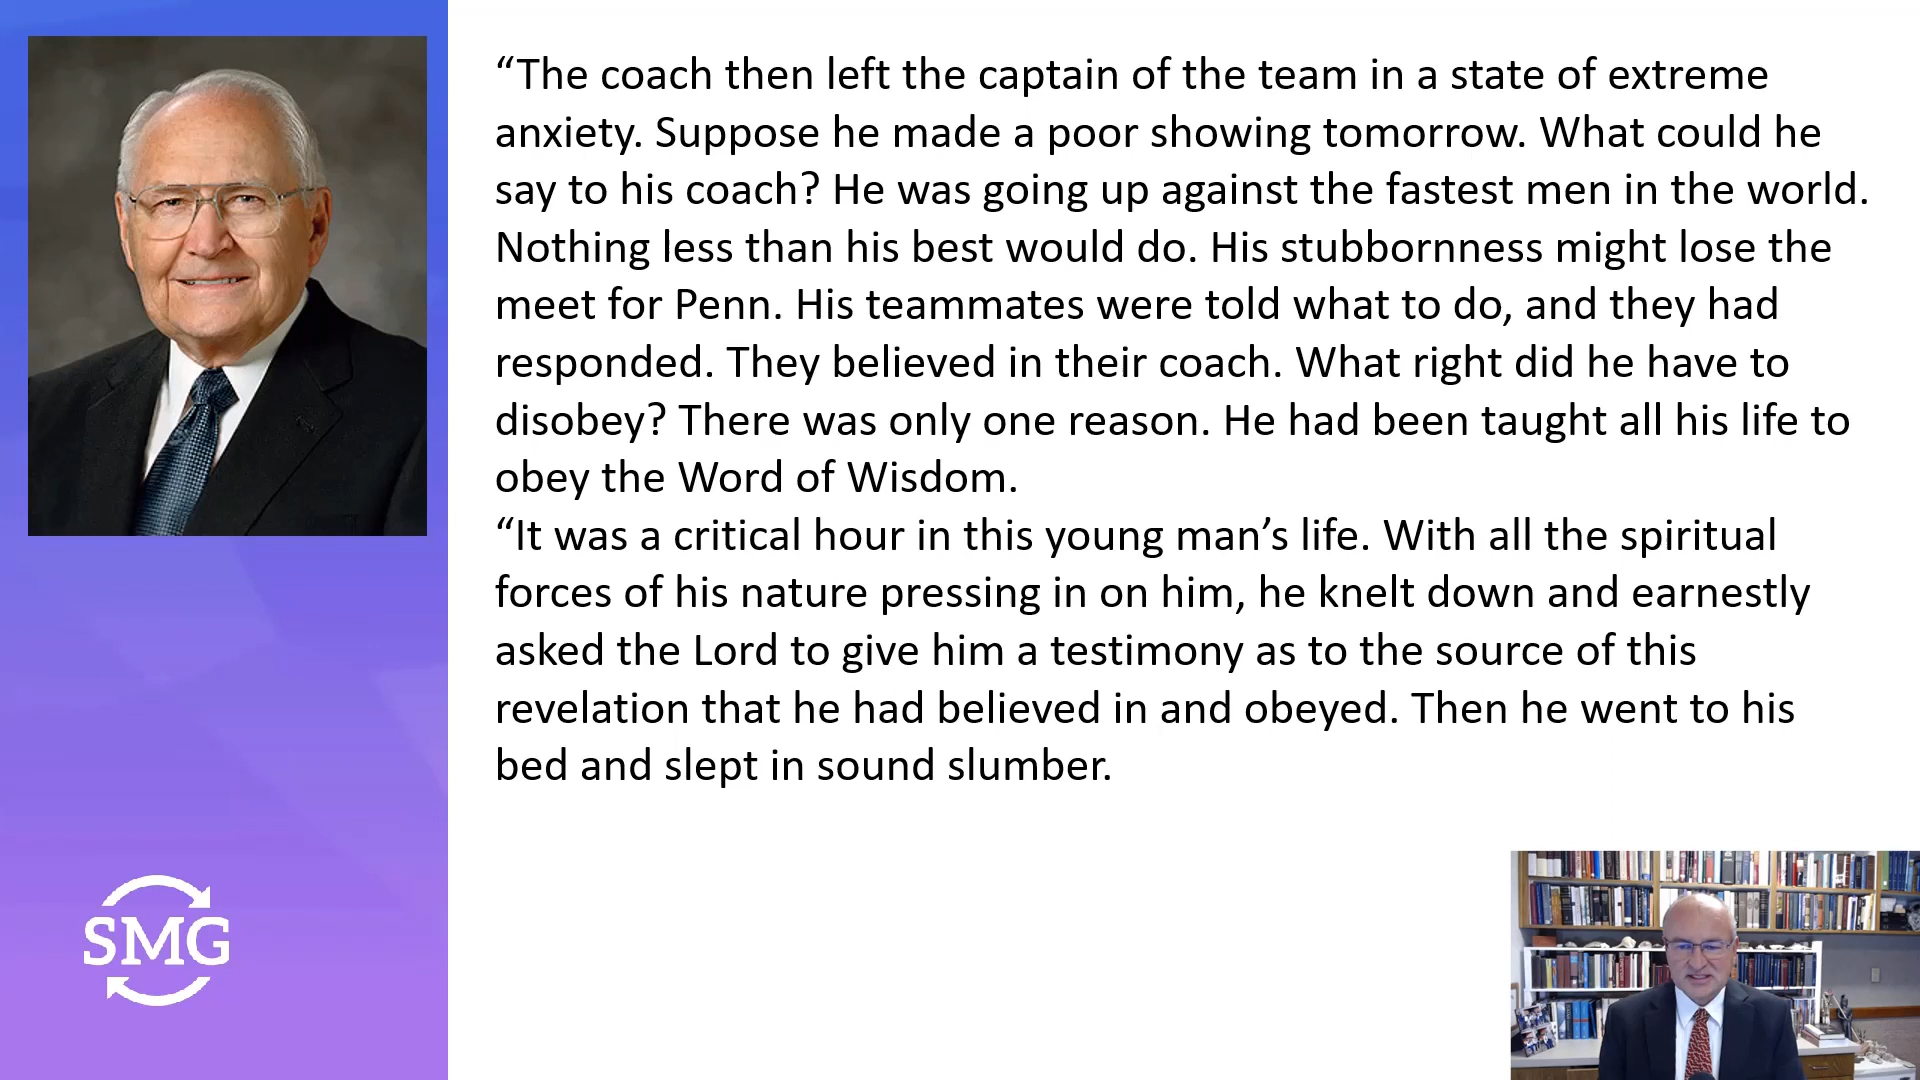 “The coach then left the captain of the team in a state of extreme
anxiety. Suppose he made a poor showing tomorrow. What could he
say to his coach? He was going up against the fastest men in the world.
Nothing less than his best would do. His stubbornness might lose the
meet for Penn. His teammates were told what to do, and they had
responded. They believed in their coach. What right did he have to
disobey? There was only one reason. He had been taught all his life to
obey the Word of Wisdom.
“It was a critical hour in this young man’s life. With all the spiritual
forces of his nature pressing in on him, he knelt down and earnestly
asked the Lord to give him a testimony as to the source of this
revelation that he had believed in and obeyed. Then he went to his
bed and slept in sound slumber.
SMG